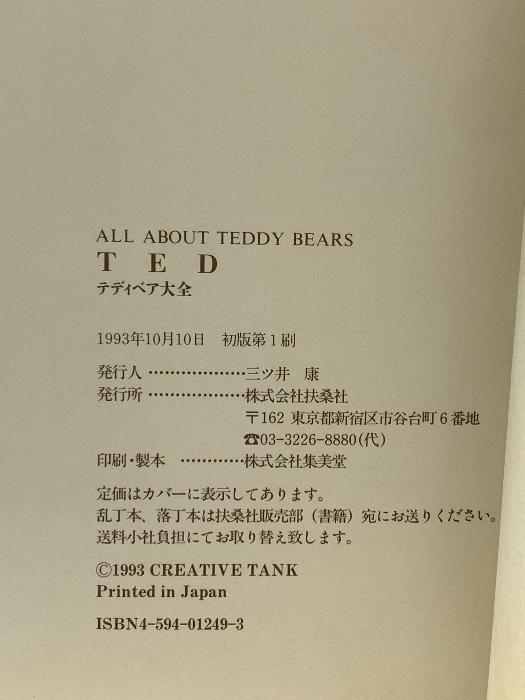 ALL ABOUT TEDDY BEARS
T E D
テディベア大全
1993年10月10日 初版第1刷
発行人 ………………三ツ井 康
発行所 ………………株式会社扶桑社
〒162 東京都新宿区市谷台町6番地
☎03-3226-8880(代)
印刷・製本 …………株式会社集美堂
定価はカバーに表示してあります。
乱丁本、落丁本は扶桑社販売部（書籍）宛にお送りください。
送料小社負担にてお取り替え致します。
©1993 CREATIVE TANK
Printed in Japan
ISBN4-594-01249-3